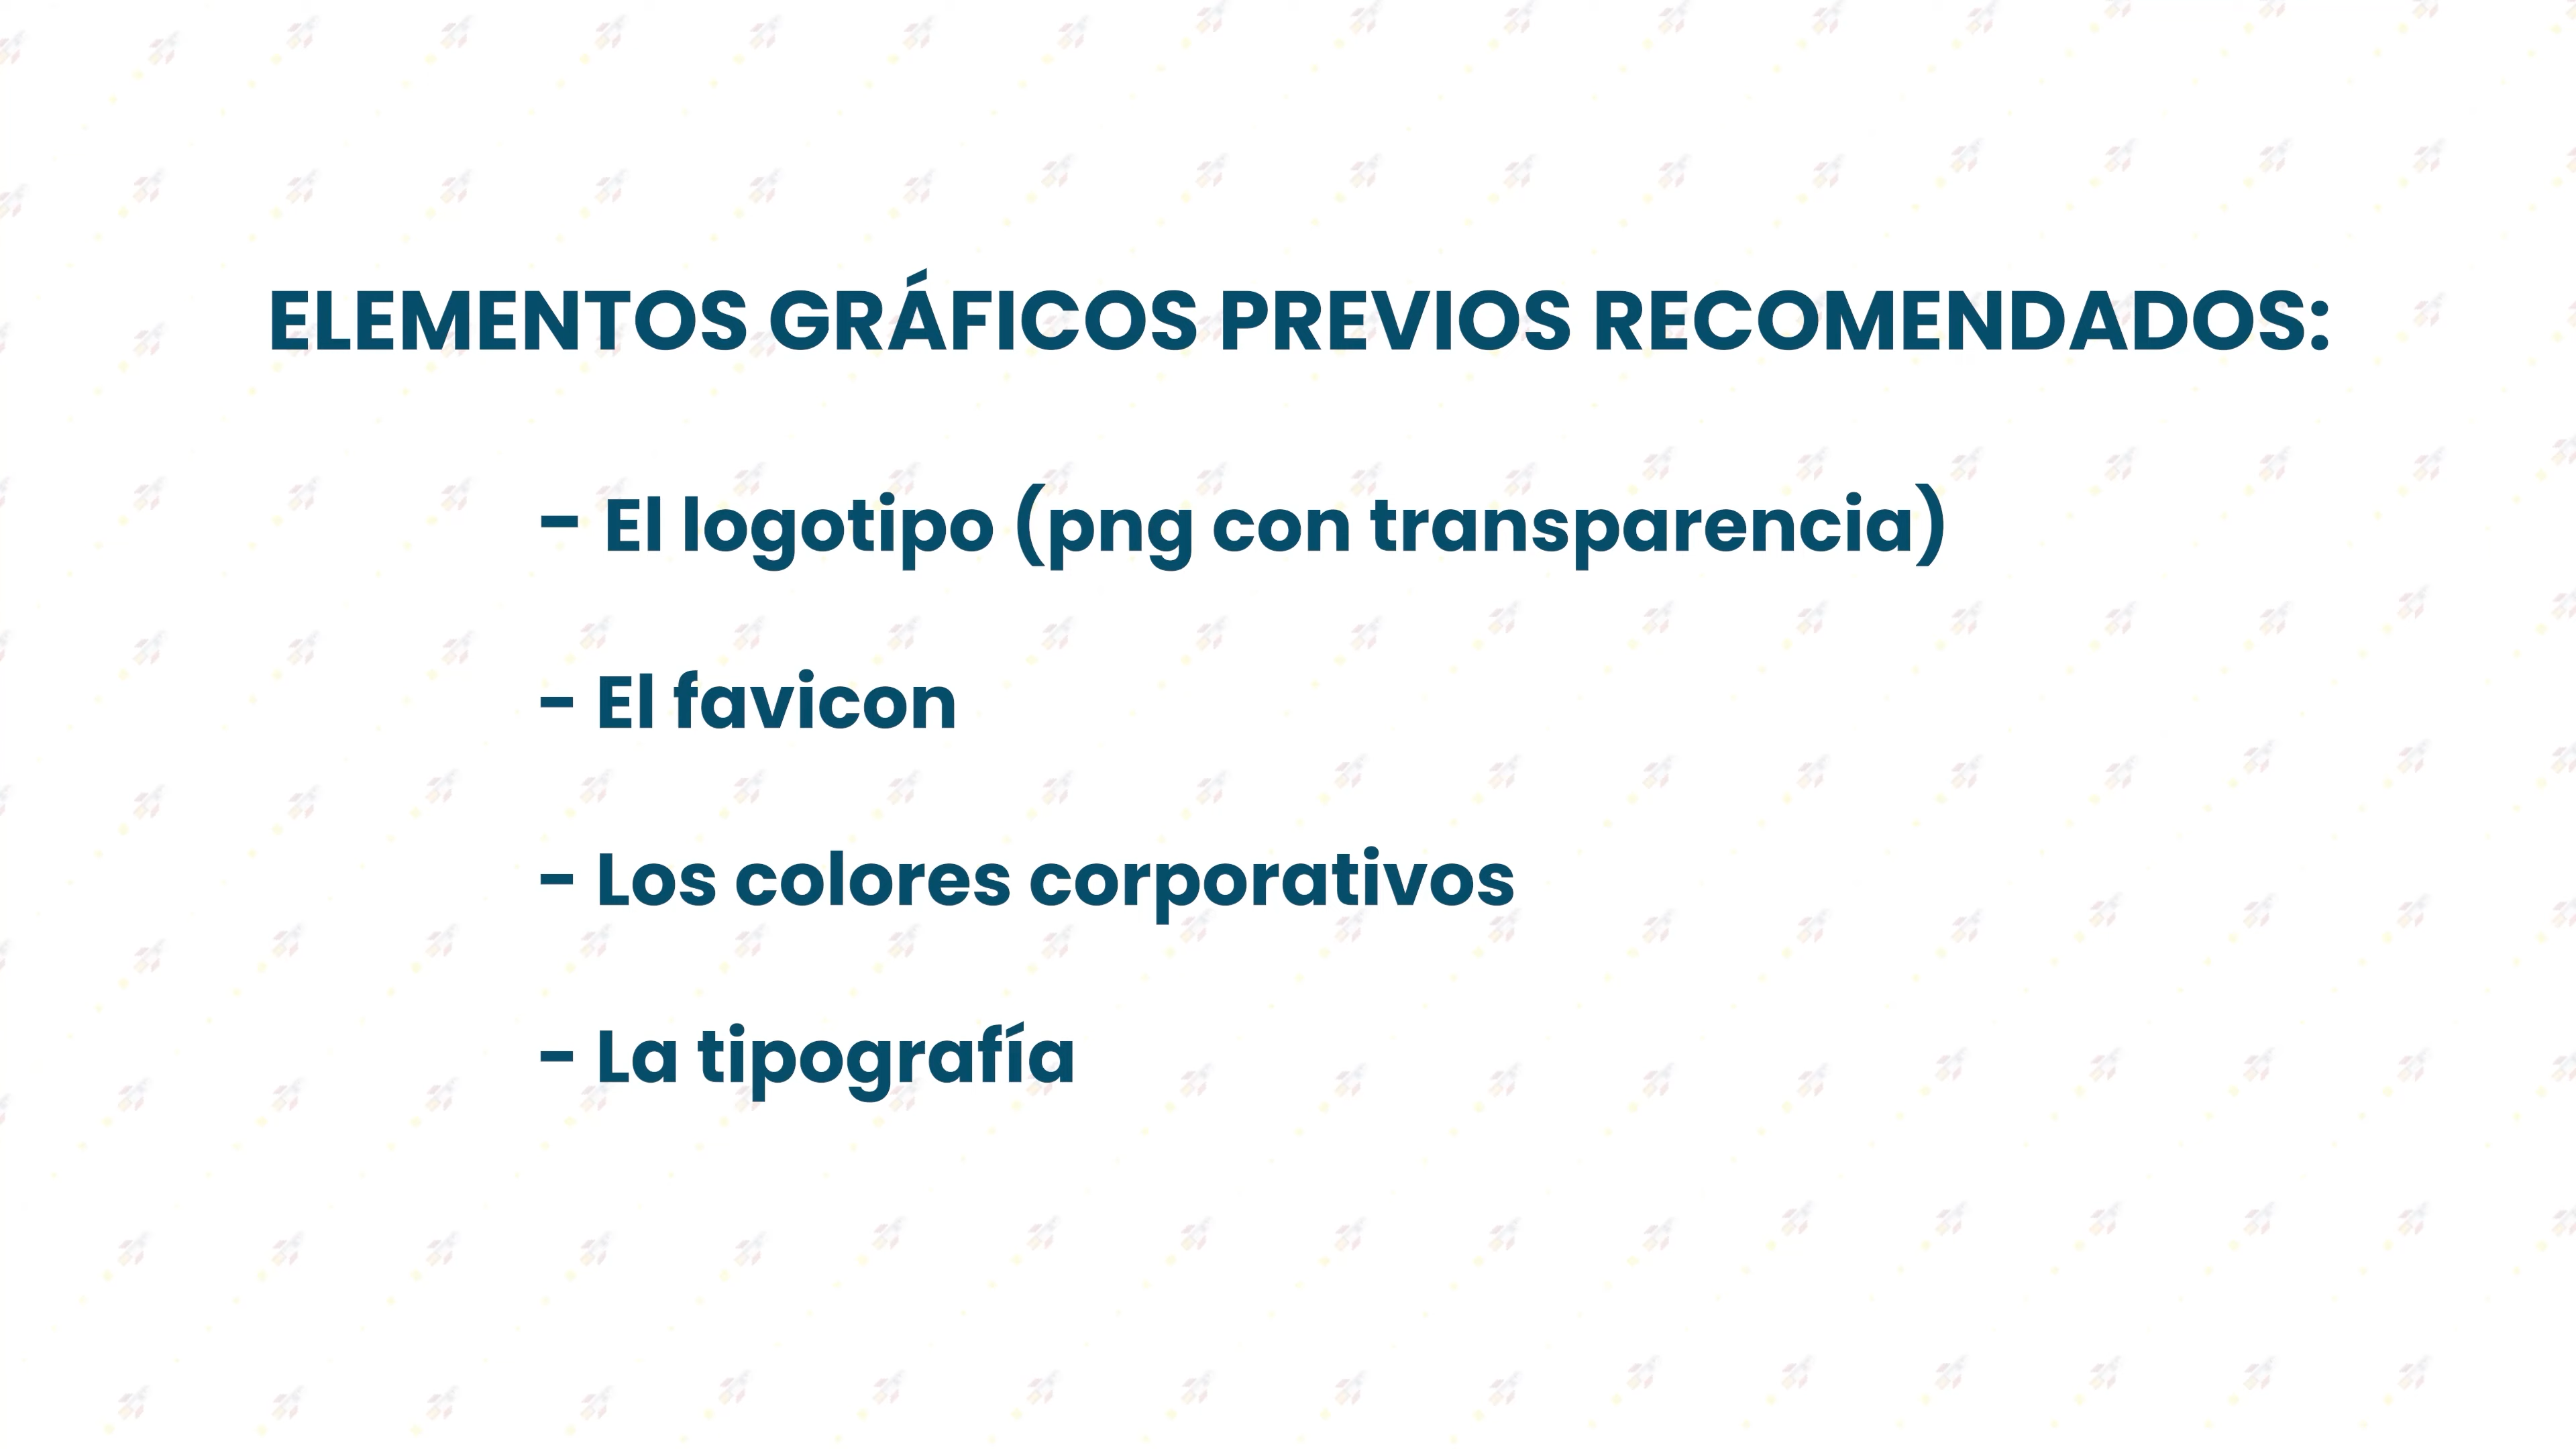 ELEMENTOS GRÁFICOS PREVIOS RECOMENDADOS:
- El logotipo (png con transparencia)
- El favicon
- Los colores corporativos
- La tipografía